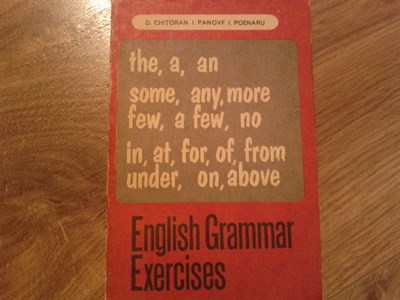 D. CHITORAN I. PANOVF I. POENARU
the, a, an
some, any, more
few, a few, no
in, at, for, of, from
under, on, above
English Grammar
Exercises